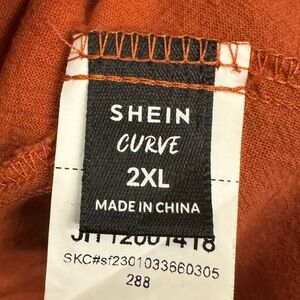 SHEIN
CURVE
2XL
MADE IN CHINA
SKC#sf2301033660305
288